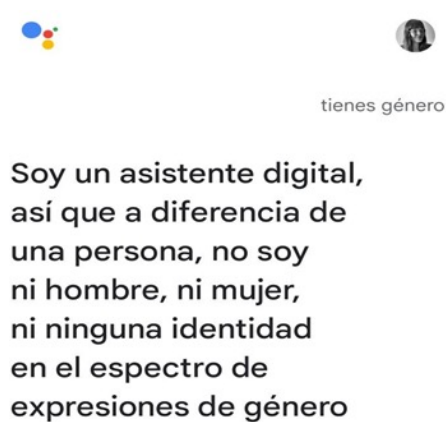 tienes género
Soy un asistente digital,
así que a diferencia de
una persona, no soy
ni hombre, ni mujer,
ni ninguna identidad
en el espectro de
expresiones de género